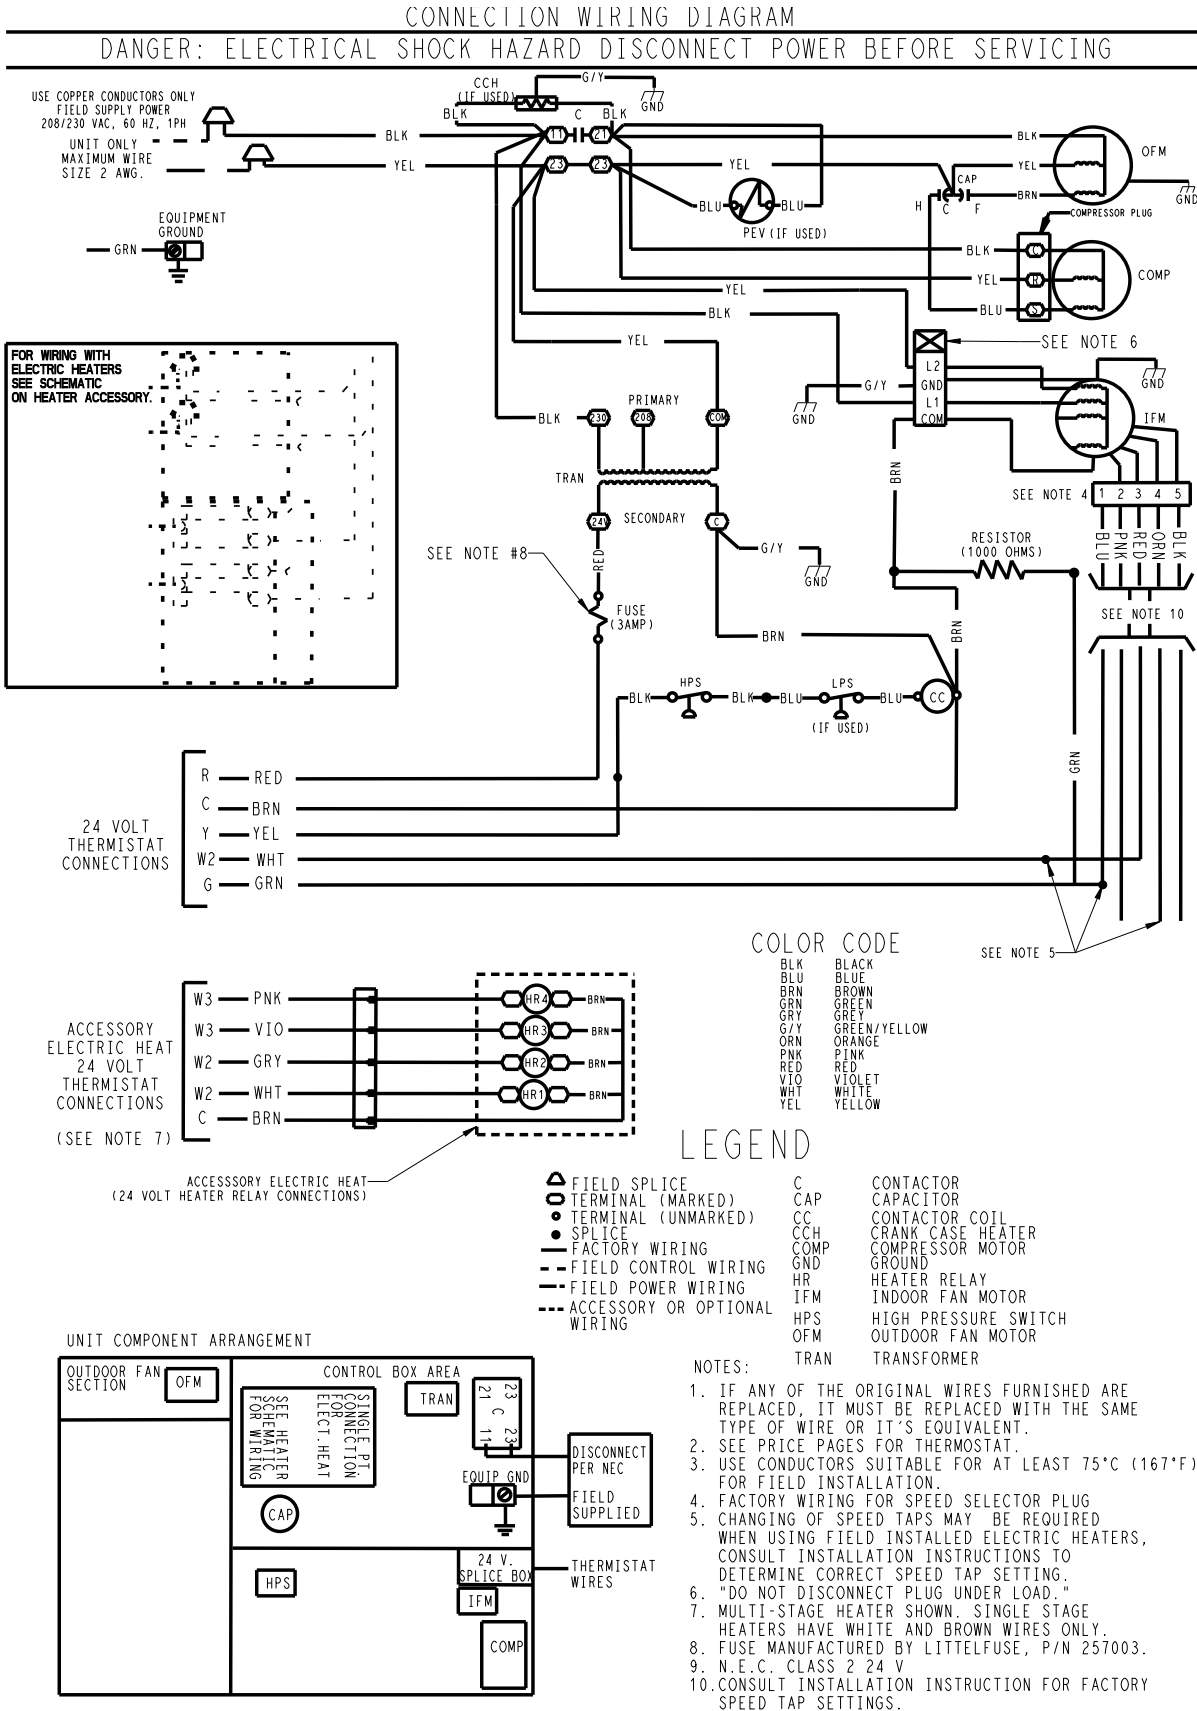 CONNECTION WIRING DIAGRAM
DANGER: ELECTRICAL SHOCK HAZARD DISCONNECT POWER BEFORE SERVICING
USE COPPER CONDUCTORS ONLY
FIELD SUPPLY POWER
208/230 VAC, 60 HZ, 1PH
UNIT ONLY
MAXIMUM WIRE
SIZE 2 AWG.
BLK
YEL
CCH
(IF USED)
G/Y
GND
BLK
C
BLK
11
21
23
23
BLK
YEL
YEL
BRN
OFM
GND
CAP
H
C
F
BLU
BLU
PEV(IF USED)
COMPRESSOR PLUG
BLK
C
YEL
R
BLU
S
COMP
EQUIPMENT
GROUND
GRN
YEL
BLK
YEL
SEE NOTE 6
L2
GND
L1
COM
G/Y
GND
GND
IFM
FOR WIRING WITH
ELECTRIC HEATERS
SEE SCHEMATIC
ON HEATER ACCESSORY.
PRIMARY
BLK
230
208
COM
TRAN
24V
SECONDARY
C
BRN
SEE NOTE 4
1 2 3 4 5
BLU
PNK
RED
ORN
BLK
SEE NOTE #8
RED
G/Y
GND
RESISTOR
(1000 OHMS)
FUSE
(3AMP)
BRN
BRN
SEE NOTE 10
HPS
LPS
BLK
BLK
BLU
BLU
CC
(IF USED)
GRN
24 VOLT
THERMISTAT
CONNECTIONS
R RED
C BRN
Y YEL
W2 WHT
G GRN
SEE NOTE 5
COLOR CODE
BLK BLACK
BLU BLUE
BRN BROWN
GRN GREEN
GRY GREY
G/Y GREEN/YELLOW
ORN ORANGE
PNK PINK
RED RED
VIO VIOLET
WHT WHITE
YEL YELLOW
ACCESSORY
ELECTRIC HEAT
24 VOLT
THERMISTAT
CONNECTIONS
(SEE NOTE 7)
W3 PNK HR4 BRN
W3 VIO HR3 BRN
W2 GRY HR2 BRN
W2 WHT HR1 BRN
C BRN
ACCESSSORY ELECTRIC HEAT
(24 VOLT HEATER RELAY CONNECTIONS)
LEGEND
FIELD SPLICE
TERMINAL (MARKED)
TERMINAL (UNMARKED)
SPLICE
FACTORY WIRING
FIELD CONTROL WIRING
FIELD POWER WIRING
ACCESSORY OR OPTIONAL
WIRING
C CONTACTOR
CAP CAPACITOR
CC CONTACTOR COIL
CCH CRANK CASE HEATER
COMP COMPRESSOR MOTOR
GND GROUND
HR HEATER RELAY
IFM INDOOR FAN MOTOR
HPS HIGH PRESSURE SWITCH
OFM OUTDOOR FAN MOTOR
TRAN TRANSFORMER
UNIT COMPONENT ARRANGEMENT
OUTDOOR FAN
SECTION
OFM
CONTROL BOX AREA
SINGLE PT.
CONNECTION
FOR
ELECT.HEAT
SEE HEATER
SCHEMATIC
FOR WIRING
TRAN
23
21
C
23
11
CAP
EQUIP GND
DISCONNECT
PER NEC
FIELD
SUPPLIED
24 V.
SPLICE BOX
THERMISTAT
WIRES
HPS
IFM
COMP
NOTES:
1. IF ANY OF THE ORIGINAL WIRES FURNISHED ARE
REPLACED, IT MUST BE REPLACED WITH THE SAME
TYPE OF WIRE OR IT'S EQUIVALENT.
2. SEE PRICE PAGES FOR THERMOSTAT.
3. USE CONDUCTORS SUITABLE FOR AT LEAST 75°C (167°F)
FOR FIELD INSTALLATION.
4. FACTORY WIRING FOR SPEED SELECTOR PLUG
5. CHANGING OF SPEED TAPS MAY BE REQUIRED
WHEN USING FIELD INSTALLED ELECTRIC HEATERS,
CONSULT INSTALLATION INSTRUCTIONS TO
DETERMINE CORRECT SPEED TAP SETTING.
6. "DO NOT DISCONNECT PLUG UNDER LOAD."
7. MULTI-STAGE HEATER SHOWN. SINGLE STAGE
HEATERS HAVE WHITE AND BROWN WIRES ONLY.
8. FUSE MANUFACTURED BY LITTELFUSE, P/N 257003.
9. N.E.C. CLASS 2 24 V
10.CONSULT INSTALLATION INSTRUCTION FOR FACTORY
SPEED TAP SETTINGS.